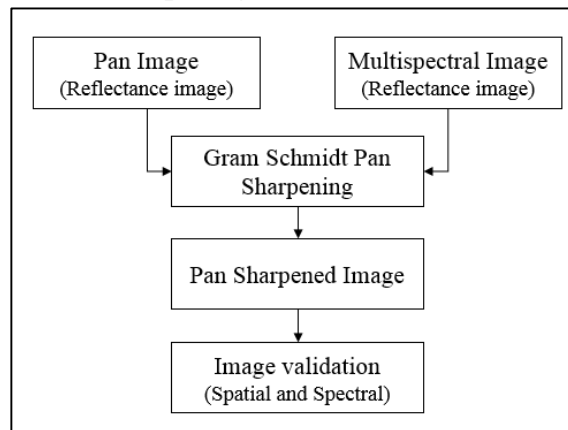 Pan Image
(Reflectance image)
Multispectral Image
(Reflectance image)
Gram Schmidt Pan
Sharpening
Pan Sharpened Image
Image validation
(Spatial and Spectral)